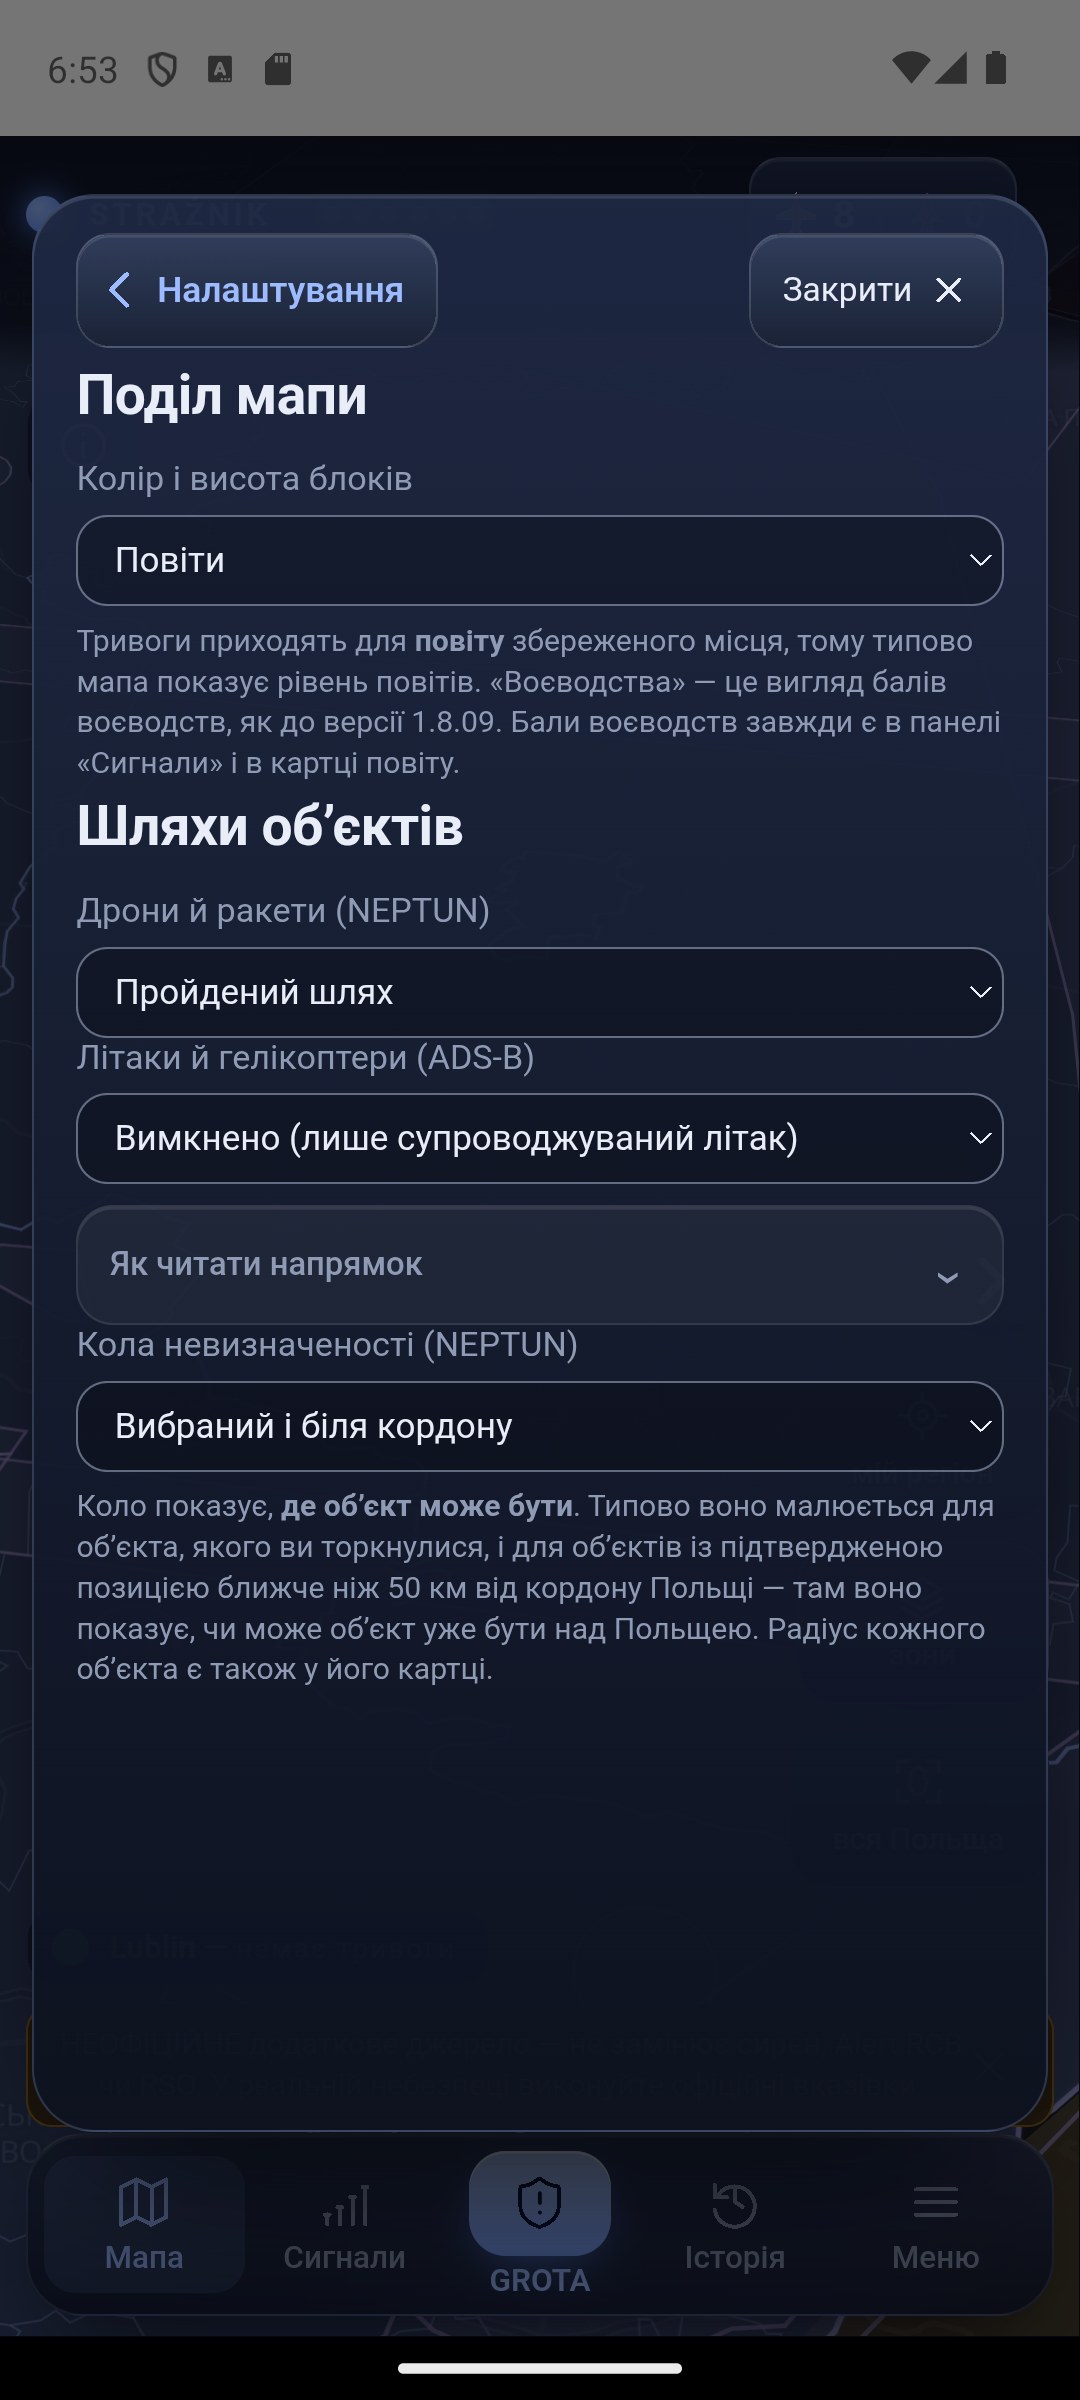 6:53
STRAŻNIK
Налаштування
Закрити
Поділ мапи
Колір і висота блоків
Повіти
Тривоги приходять для повіту збереженого місця, тому типово
мапа показує рівень повітів. «Воєводства» — це вигляд балів
воєводств, як до версії 1.8.09. Бали воєводств завжди є в панелі
«Сигнали» і в картці повіту.
Шляхи об’єктів
Дрони й ракети (NEPTUN)
Пройдений шлях
Літаки й гелікоптери (ADS-B)
Вимкнено (лише супроводжуваний літак)
Як читати напрямок
Кола невизначеності (NEPTUN)
Вибраний і біля кордону
Коло показує, де об’єкт може бути. Типово воно малюється для
об’єкта, якого ви торкнулися, і для об’єктів із підтвердженою
позицією ближче ніж 50 км від кордону Польщі — там воно
показує, чи може об’єкт уже бути над Польщею. Радіус кожного
об’єкта є також у його картці.
вся Польща
Lublin —
Мапа
Сигнали
GROTA
Історія
Меню